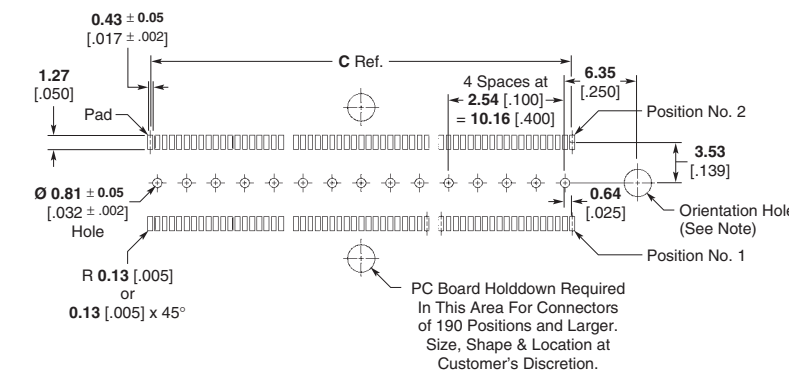 0.43 ± 0.05
[.017 ± .002]
C Ref.
1.27
[.050]
4 Spaces at
2.54 [.100]
= 10.16 [.400]
6.35
[.250]
Pad
Position No. 2
3.53
[.139]
Ø 0.81 ± 0.05
[.032 ± .002]
Hole
0.64
[.025]
Orientation Hole
(See Note)
Position No. 1
R 0.13 [.005]
or
0.13 [.005] x 45°
PC Board Holddown Required
In This Area For Connectors
of 190 Positions and Larger.
Size, Shape & Location at
Customer's Discretion.